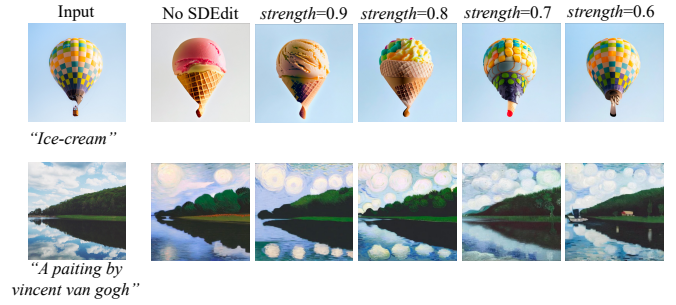 Input
No SDEdit
strength=0.9
strength=0.8
strength=0.7
strength=0.6
“Ice-cream”
“A paiting by
vincent van gogh”